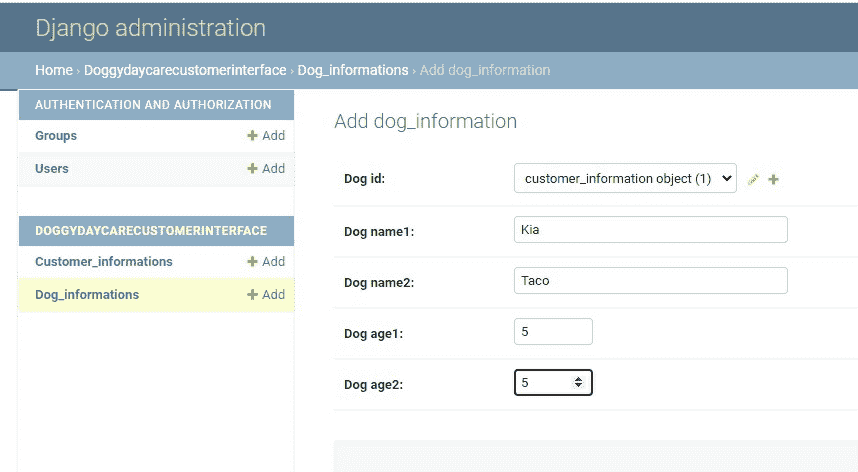 Django administration
Home › Doggydaycarecustomerinterface › Dog_informations › Add dog_information
AUTHENTICATION AND AUTHORIZATION
Groups + Add
Users + Add
DOGGYDAYCARECUSTOMERINTERFACE
Customer_informations + Add
Dog_informations + Add
Add dog_information
Dog id: customer_information object (1)
Dog name1: Kia
Dog name2: Taco
Dog age1: 5
Dog age2: 5